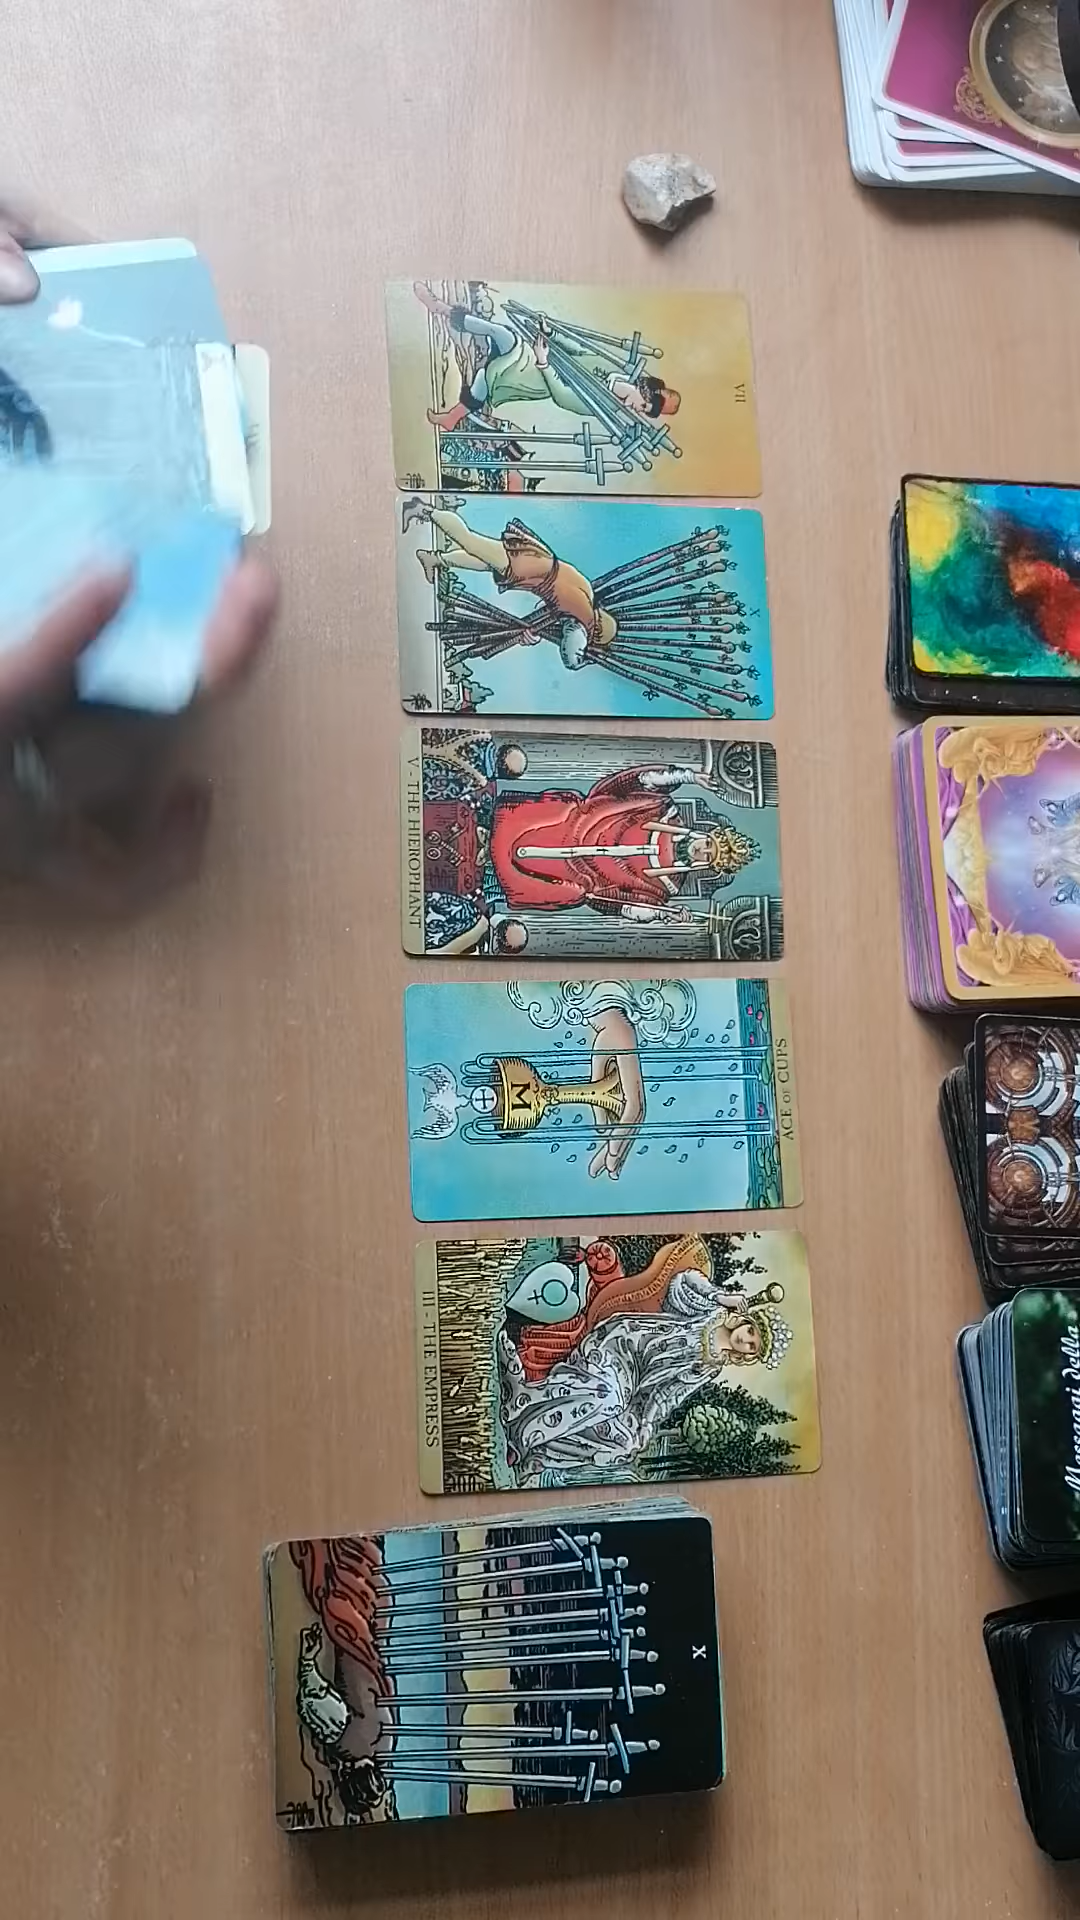 VII
X
V - THE HIEROPHANT
M
ACE OF CUPS
III - THE EMPRESS
X
Messaggi della